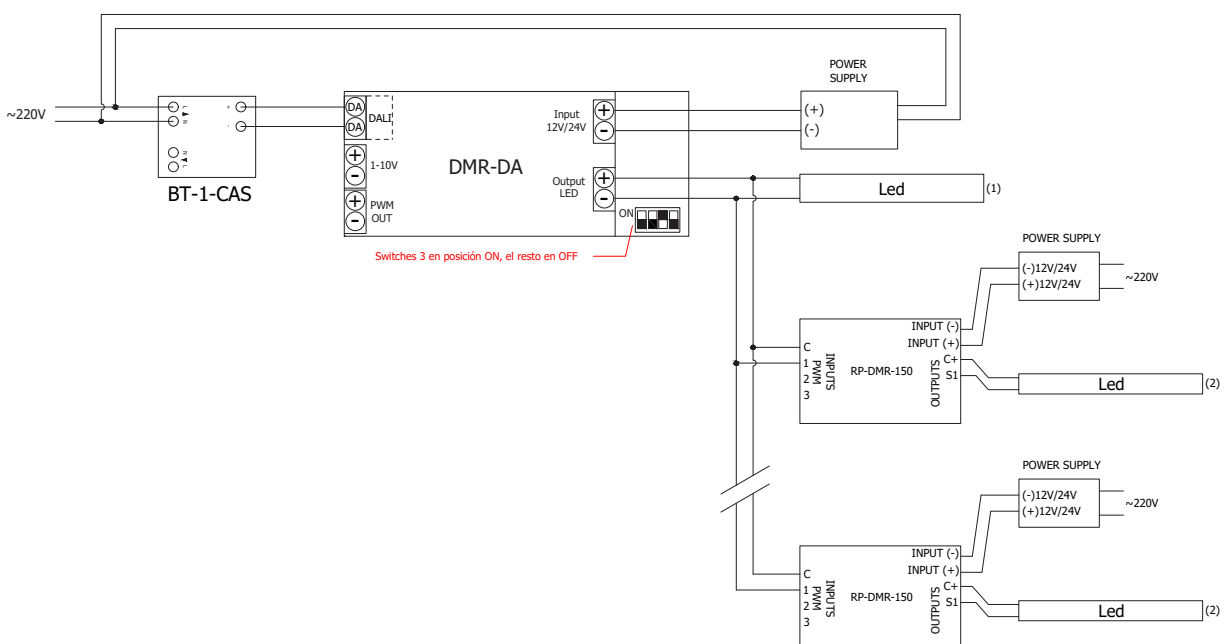 ~220V
L
N
N
L
+
-
BT-1-CAS
DA
DA
DALI
+
-
1-10V
+
-
PWM
OUT
DMR-DA
Input
12V/24V
+
-
Output
LED
+
-
ON
Switches 3 en posición ON, el resto en OFF
POWER
SUPPLY
(+)
(-)
Led
(1)
POWER SUPPLY
(-)12V/24V
(+)12V/24V
~220V
INPUT (-)
INPUT (+)
C
1
2
3
PWM
INPUTS
RP-DMR-150
OUTPUTS
C+
S1
Led
(2)
POWER SUPPLY
(-)12V/24V
(+)12V/24V
~220V
INPUT (-)
INPUT (+)
C
1
2
3
PWM
INPUTS
RP-DMR-150
OUTPUTS
C+
S1
Led
(2)